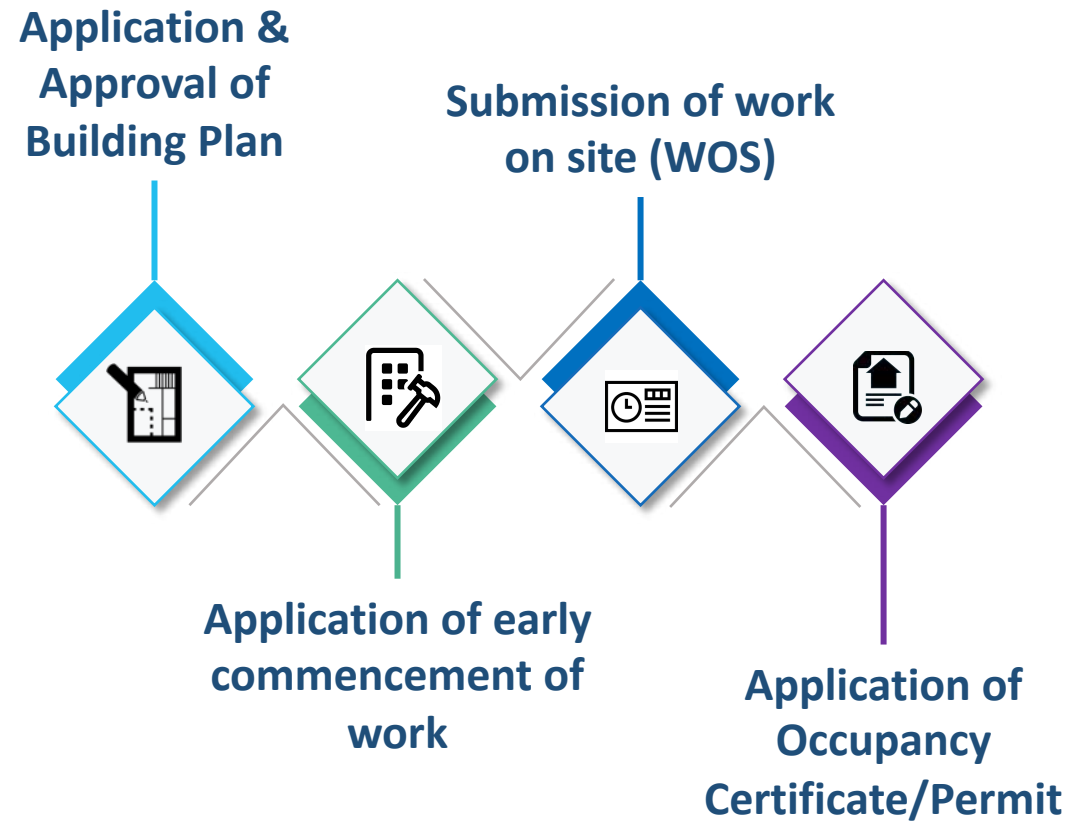 Application &
Approval of
Building Plan
Application of early
commencement of
work
Submission of work
on site (WOS)
Application of
Occupancy
Certificate/Permit